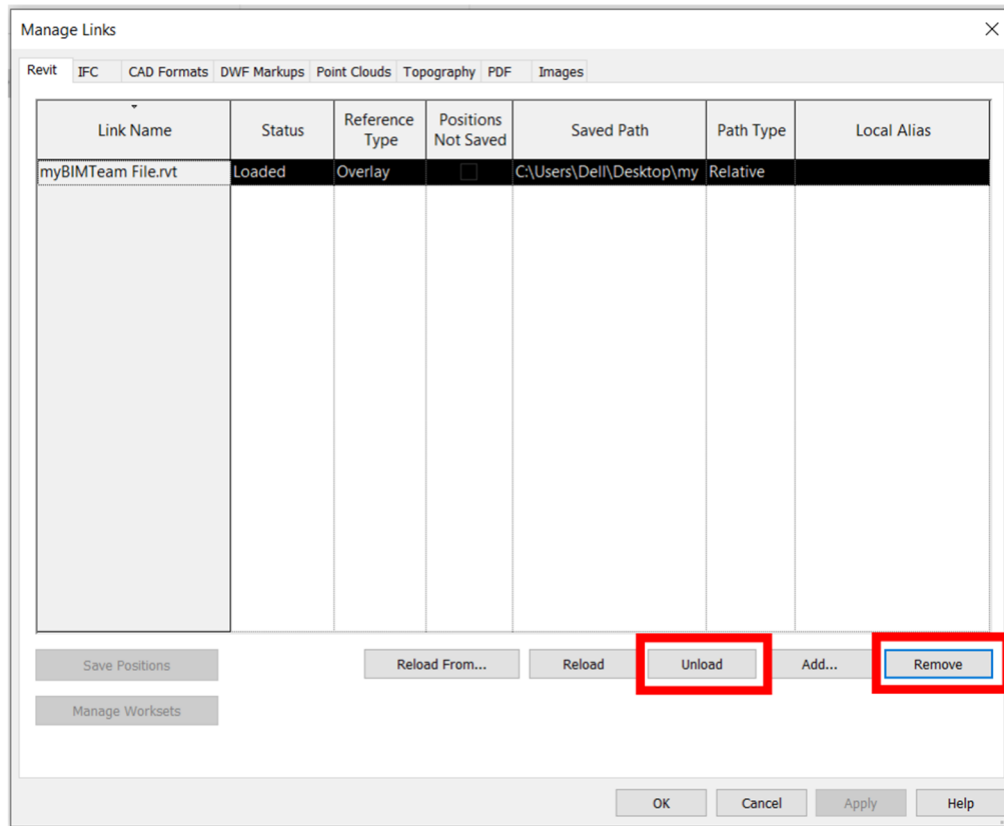 Manage Links
Revit IFC CAD Formats DWF Markups Point Clouds Topography PDF Images
Link Name Status Reference Type Positions Not Saved Saved Path Path Type Local Alias
myBIMTeam File.rvt Loaded Overlay C:\Users\Dell\Desktop\my Relative
Save Positions Reload From... Reload Unload Add... Remove
Manage Worksets
OK Cancel Apply Help